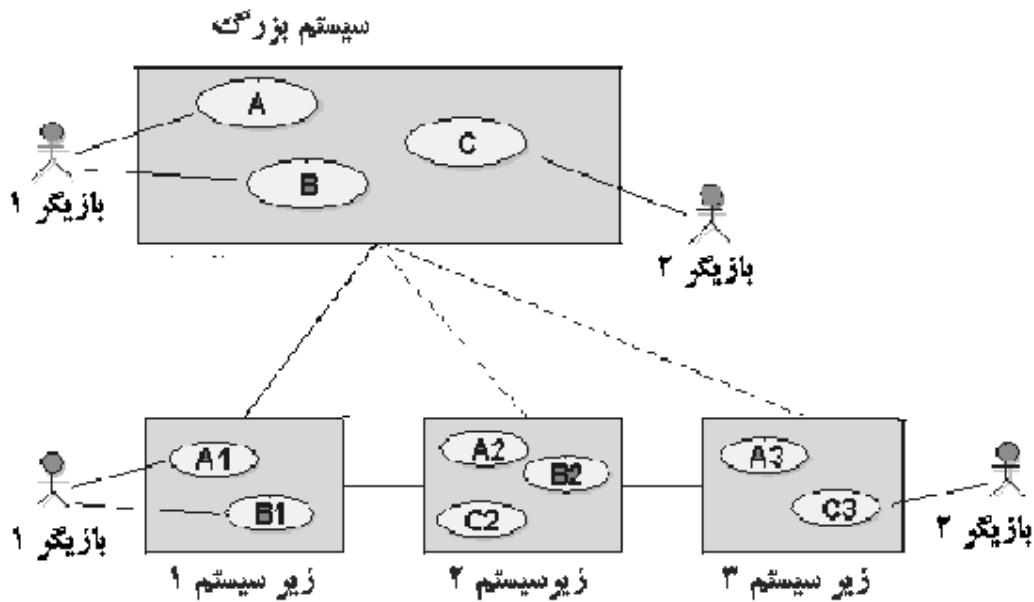 سیستم بزرگ
A
C
B
بازیگر ۱
بازیگر ۲
A1
A2
A3
B2
B1
C2
C3
بازیگر ۱
بازیگر ۲
زیر سیستم ۱
زیرسیستم ۲
زیر سیستم ۳